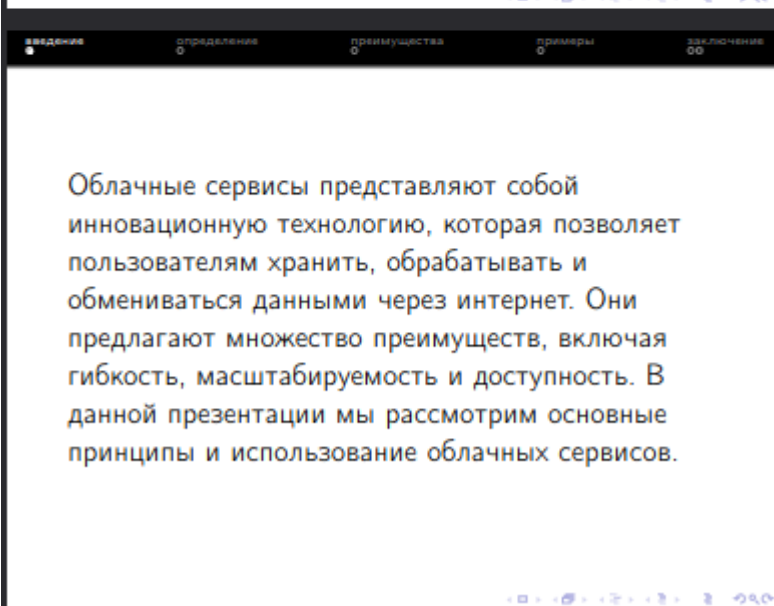 введение определение преимущества примеры заключение
Облачные сервисы представляют собой
инновационную технологию, которая позволяет
пользователям хранить, обрабатывать и
обмениваться данными через интернет. Они
предлагают множество преимуществ, включая
гибкость, масштабируемость и доступность. В
данной презентации мы рассмотрим основные
принципы и использование облачных сервисов.